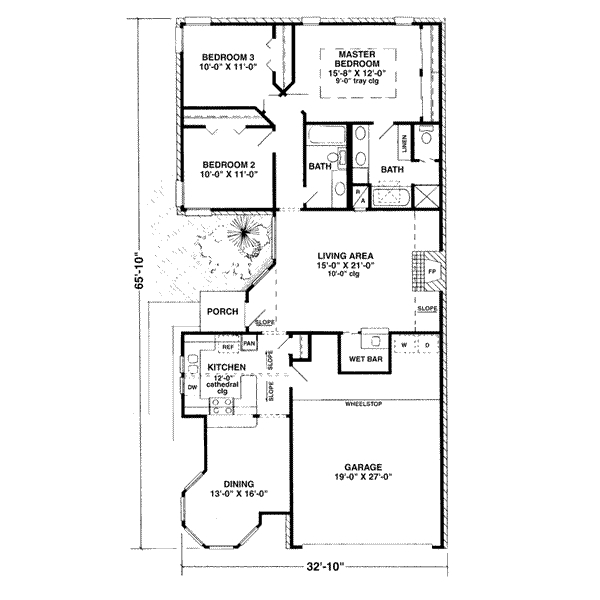 BEDROOM 3
10'-0" X 11'-0"
MASTER
BEDROOM
15'-8" X 12'-0"
9'-0" tray clg
BEDROOM 2
10'-0" X 11'-0"
BATH
LINEN
BATH
R
A
LIVING AREA
15'-0" X 21'-0"
10'-0" clg
FP
65'-10"
PORCH
SLOPE
SLOPE
REF
PAN
WET BAR
W
D
KITCHEN
12'-0"
cathedral
clg
SLOPE
SLOPE
DW
WHEELSTOP
DINING
13'-0" X 16'-0"
GARAGE
19'-0" X 27'-0"
32'-10"